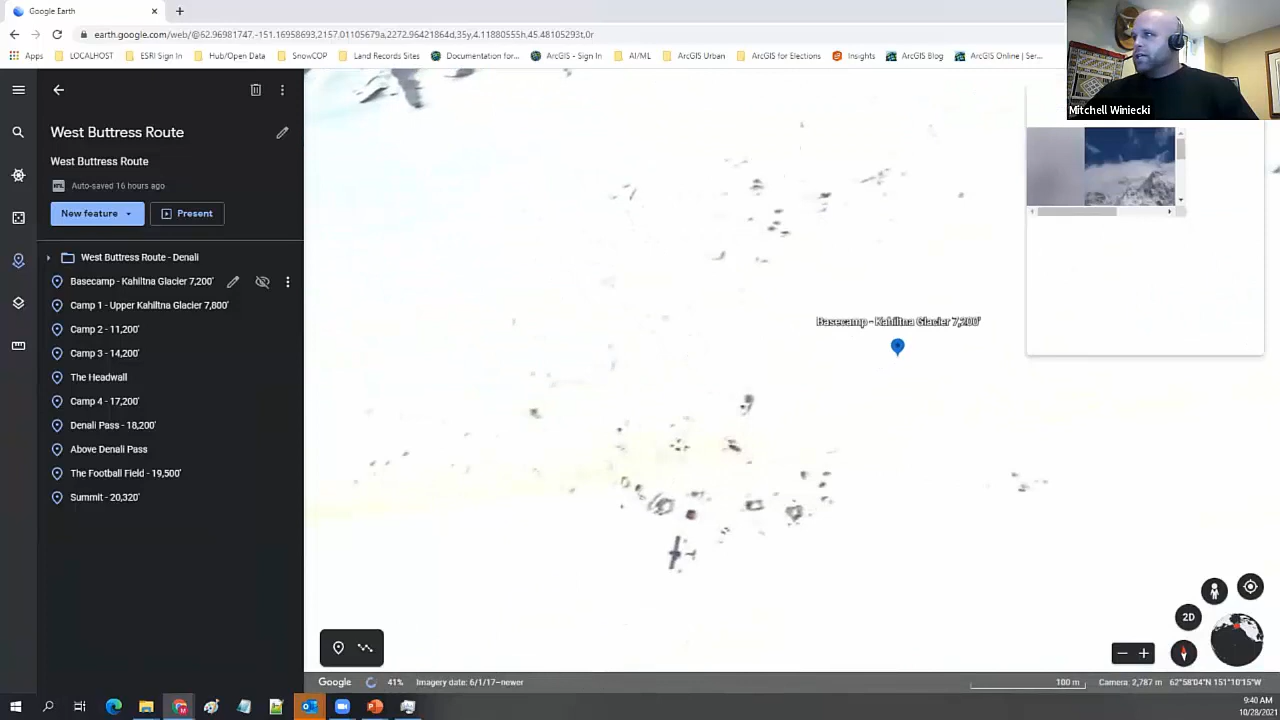 Google Earth
earth.google.com/web/@62.96981747,-151.16958693,2157.01105679a,2272.96421864d,35y,4.11880555h,45.48105293t,0r
Apps
LOCALHOST
ESRI Sign In
Hub/Open Data
SnowCOP
Land Records Sites
Documentation for...
ArcGIS - Sign In
AI/ML
ArcGIS Urban
ArcGIS for Elections
Insights
ArcGIS Blog
ArcGIS Online | Ser...
Mitchell Winiecki
West Buttress Route
West Buttress Route
Auto-saved 16 hours ago
New feature
Present
West Buttress Route - Denali
Basecamp - Kahiltna Glacier 7,200'
Camp 1 - Upper Kahiltna Glacier 7,800'
Camp 2 - 11,200'
Camp 3 - 14,200'
The Headwall
Camp 4 - 17,200'
Denali Pass - 18,200'
Above Denali Pass
The Football Field - 19,500'
Summit - 20,320'
Basecamp - Kahiltna Glacier 7,200'
2D
Google
41%
Imagery date: 6/1/17–newer
100 m
Camera: 2,787 m
62°58'04"N 151°10'15"W
9:40 AM
10/28/2021